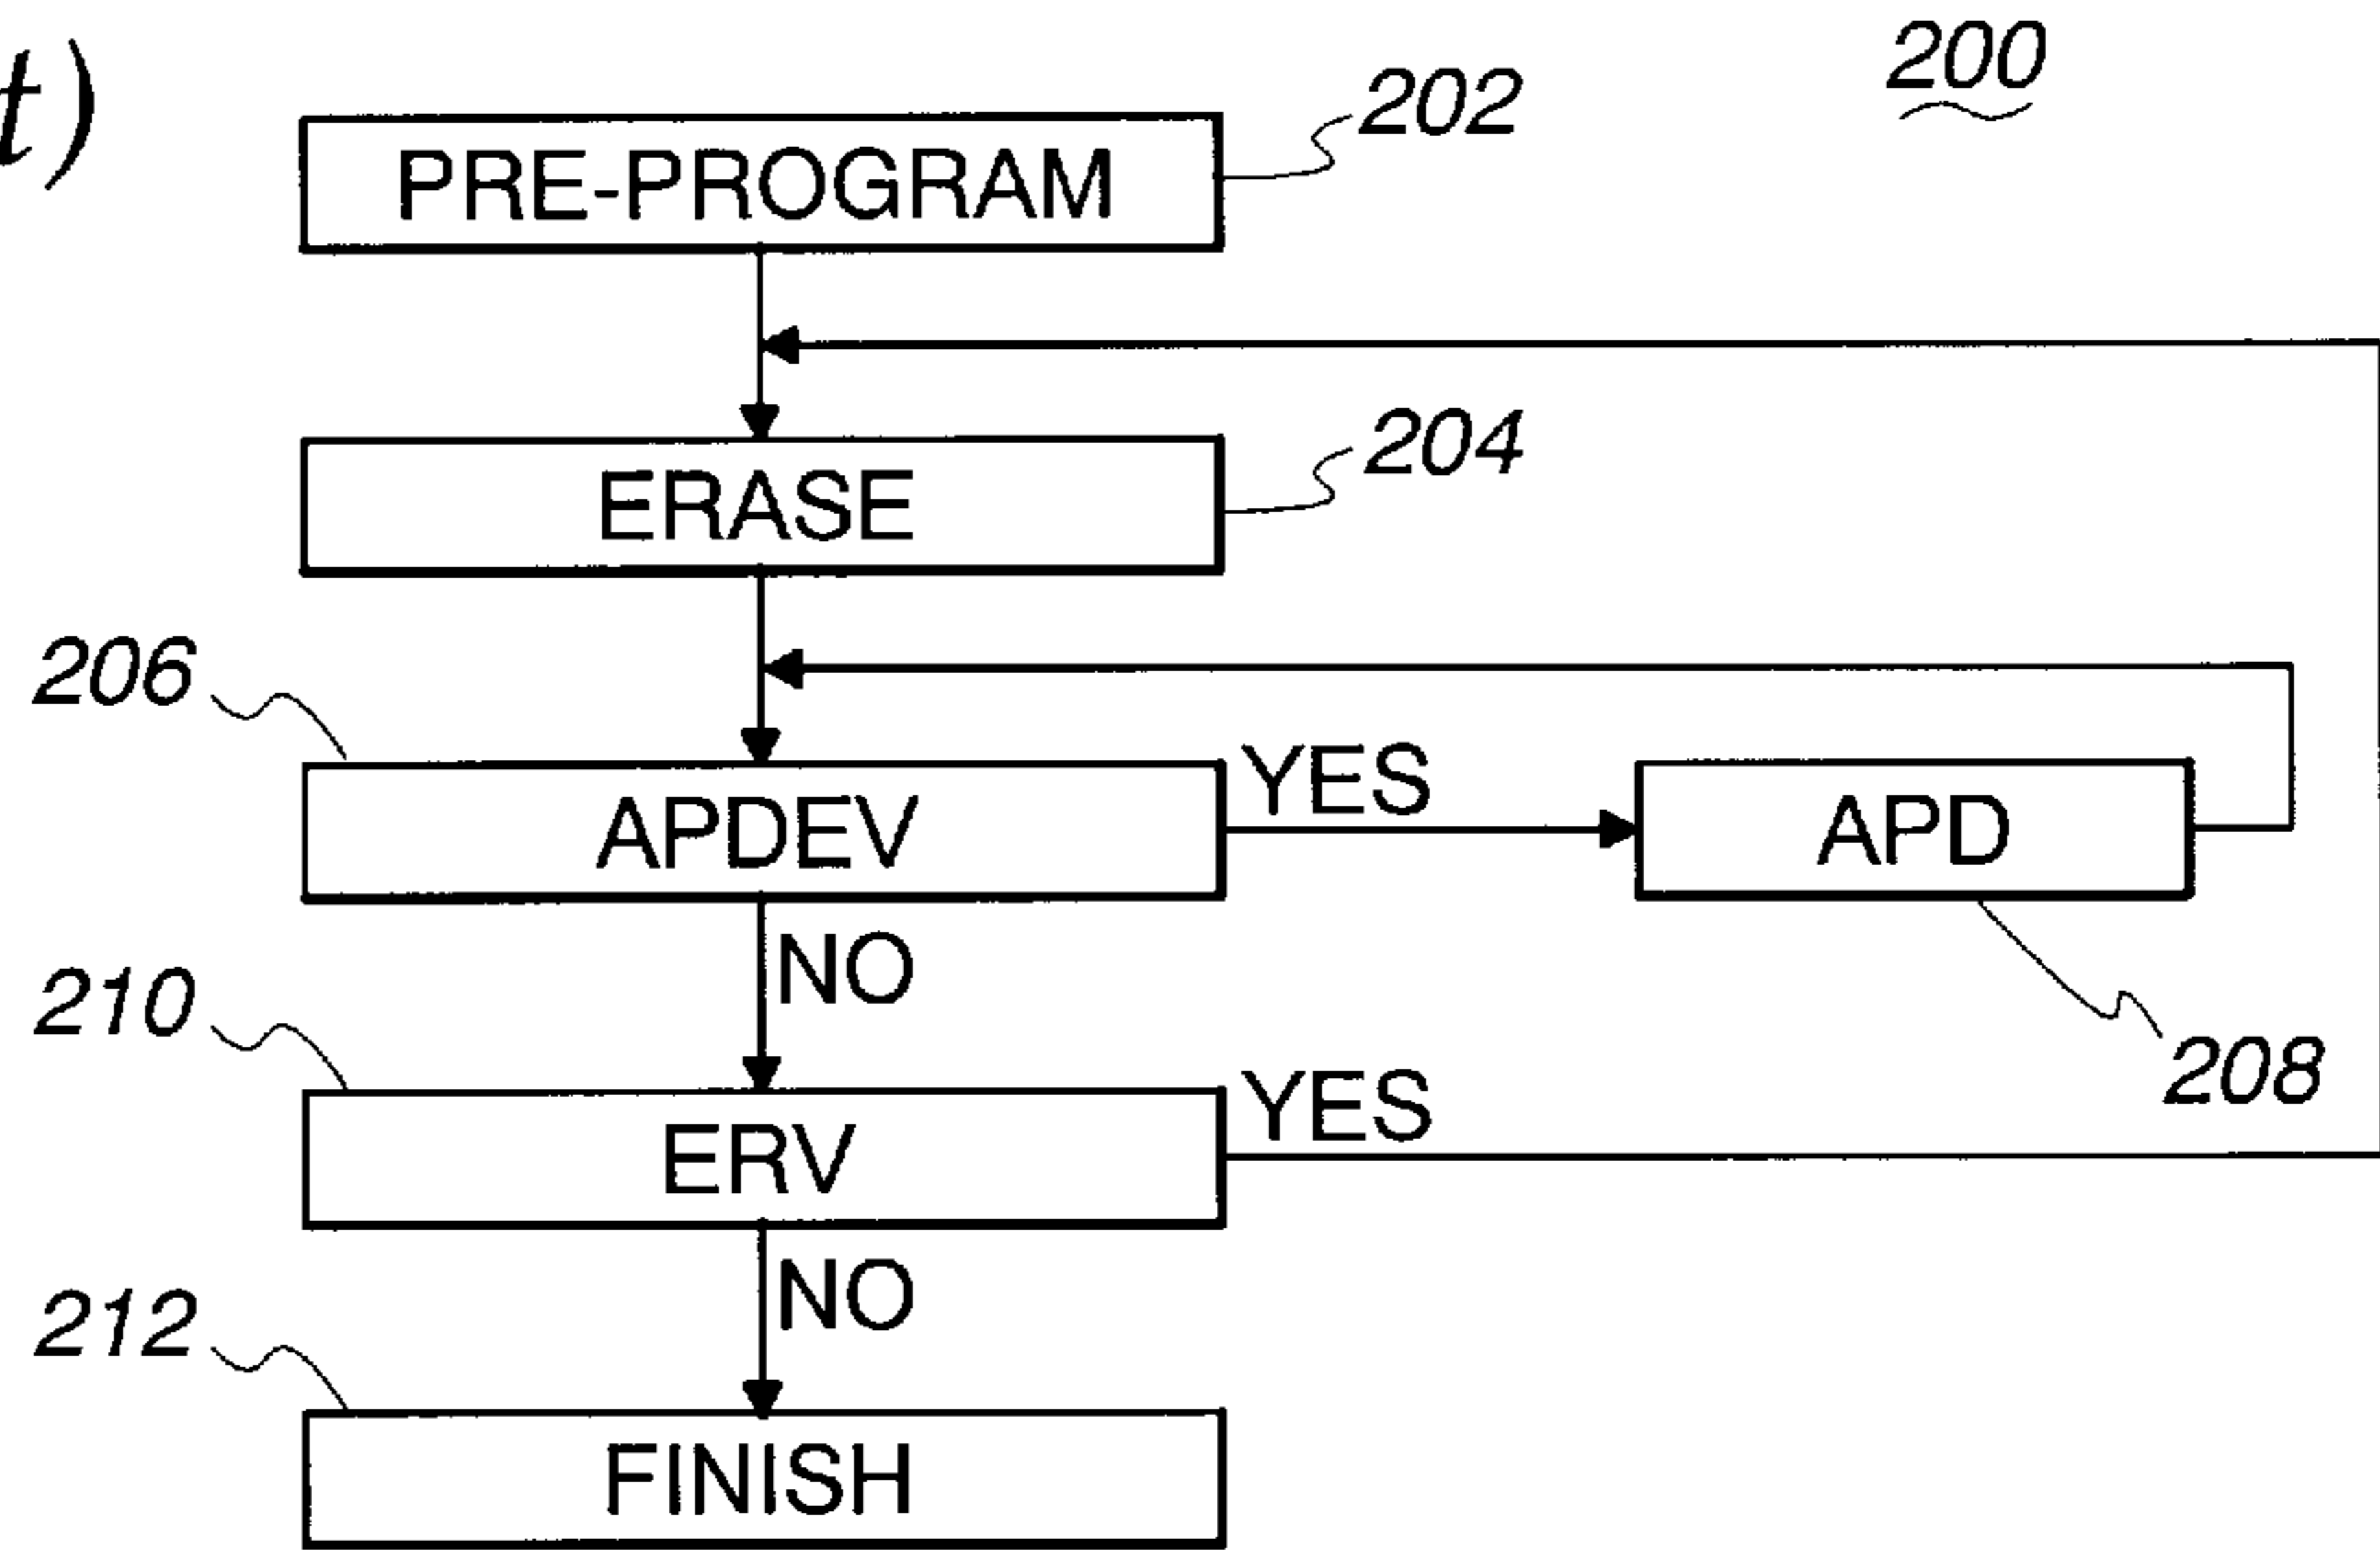 t)
200
202
PRE-PROGRAM
204
ERASE
206
APDEV
YES
APD
208
NO
210
ERV
YES
NO
212
FINISH